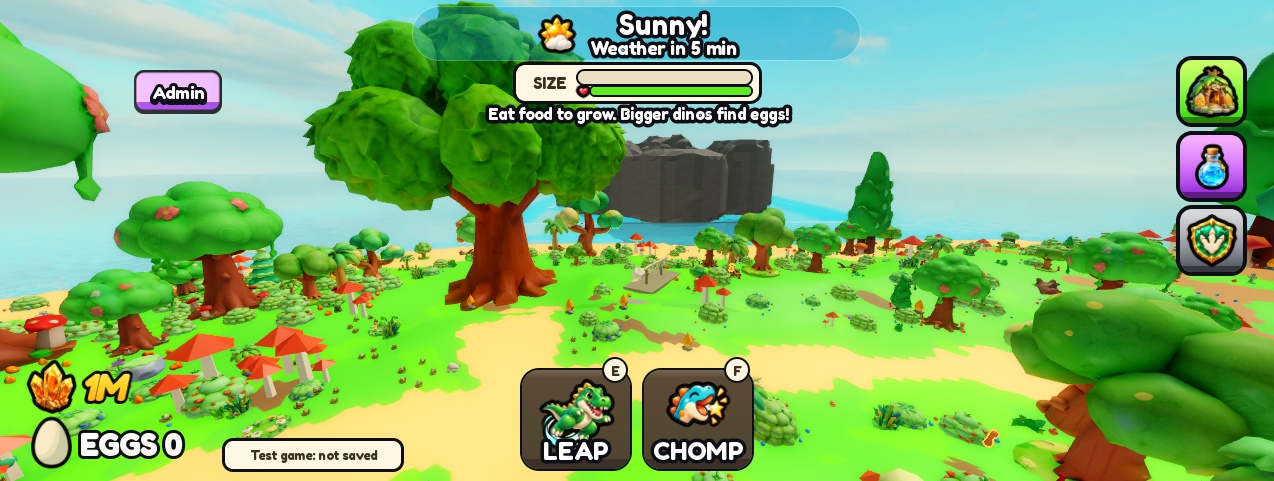 Sunny!
Weather in 5 min
Admin
SIZE
Eat food to grow. Bigger dinos find eggs!
1M
EGGS 0
Test game: not saved
E
LEAP
F
CHOMP